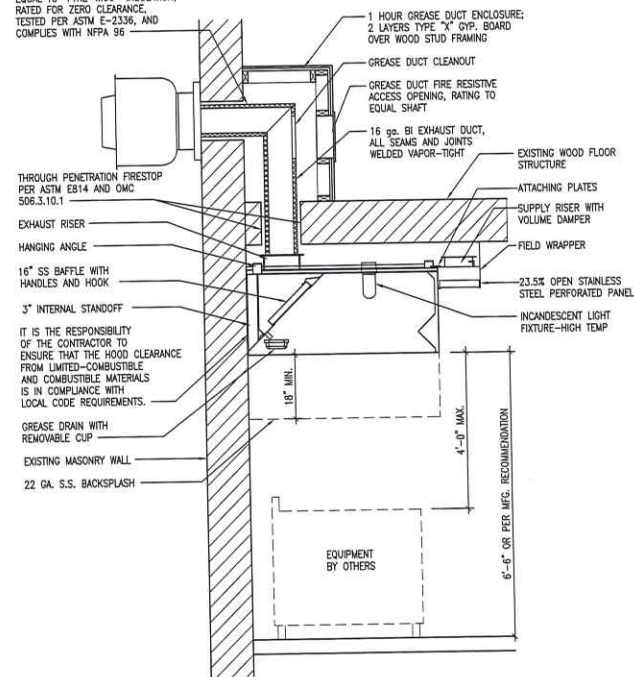 RATED FOR ZERO CLEARANCE,
TESTED PER ASTM E-2336, AND
COMPLIES WITH NFPA 96
1 HOUR GREASE DUCT ENCLOSURE;
2 LAYERS TYPE "X" GYP. BOARD
OVER WOOD STUD FRAMING
GREASE DUCT CLEANOUT
GREASE DUCT FIRE RESISTIVE
ACCESS OPENING, RATING TO
EQUAL SHAFT
16 ga. BI EXHAUST DUCT,
ALL SEAMS AND JOINTS
WELDED VAPOR-TIGHT
EXISTING WOOD FLOOR
STRUCTURE
ATTACHING PLATES
SUPPLY RISER WITH
VOLUME DAMPER
FIELD WRAPPER
23.5% OPEN STAINLESS
STEEL PERFORATED PANEL
INCANDESCENT LIGHT
FIXTURE-HIGH TEMP
THROUGH PENETRATION FIRESTOP
PER ASTM E814 AND OMC
506.3.10.1
EXHAUST RISER
HANGING ANGLE
16" SS BAFFLE WITH
HANDLES AND HOOK
3" INTERNAL STANDOFF
IT IS THE RESPONSIBILITY
OF THE CONTRACTOR TO
ENSURE THAT THE HOOD CLEARANCE
FROM LIMITED-COMBUSTIBLE
AND COMBUSTIBLE MATERIALS
IS IN COMPLIANCE WITH
LOCAL CODE REQUIREMENTS.
GREASE DRAIN WITH
REMOVABLE CUP
EXISTING MASONRY WALL
22 GA. S.S. BACKSPLASH
18" MIN.
4'-0" MAX.
6'-6" OR PER MFG. RECOMMENDATION
EQUIPMENT
BY OTHERS